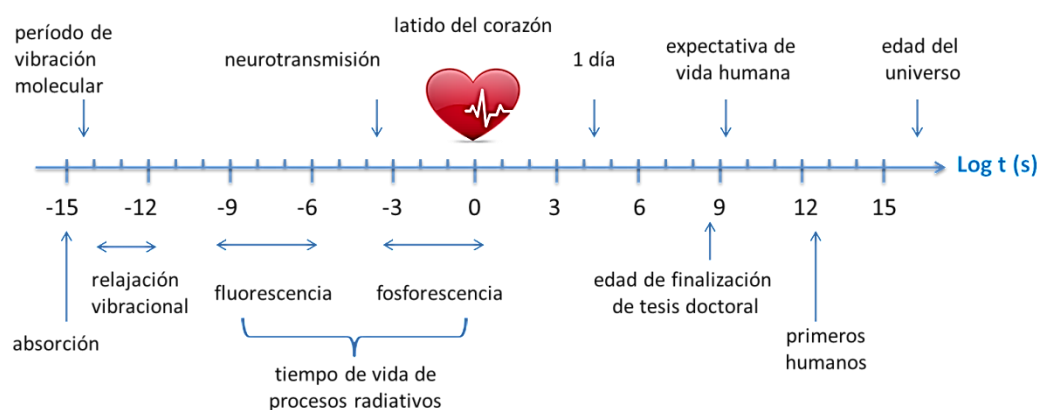 período de
vibración
molecular
neurotransmisión
latido del corazón
1 día
expectativa de
vida humana
edad del
universo
Log t (s)
-15 -12 -9 -6 -3 0 3 6 9 12 15
absorción
relajación
vibracional
fluorescencia
fosforescencia
tiempo de vida de
procesos radiativos
edad de finalización
de tesis doctoral
primeros
humanos